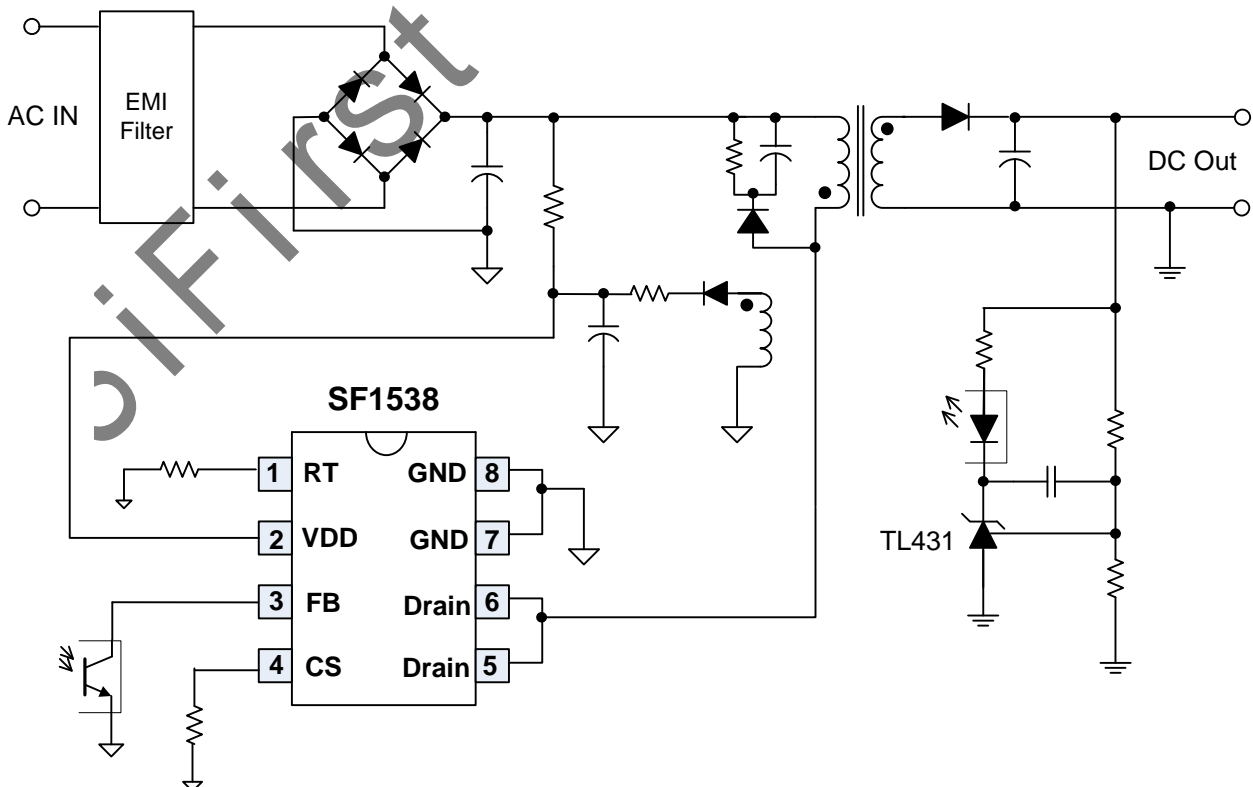 AC IN
EMI
Filter
DC Out
SF1538
1 RT GND 8
2 VDD GND 7
3 FB Drain 6
4 CS Drain 5
TL431
iFirst